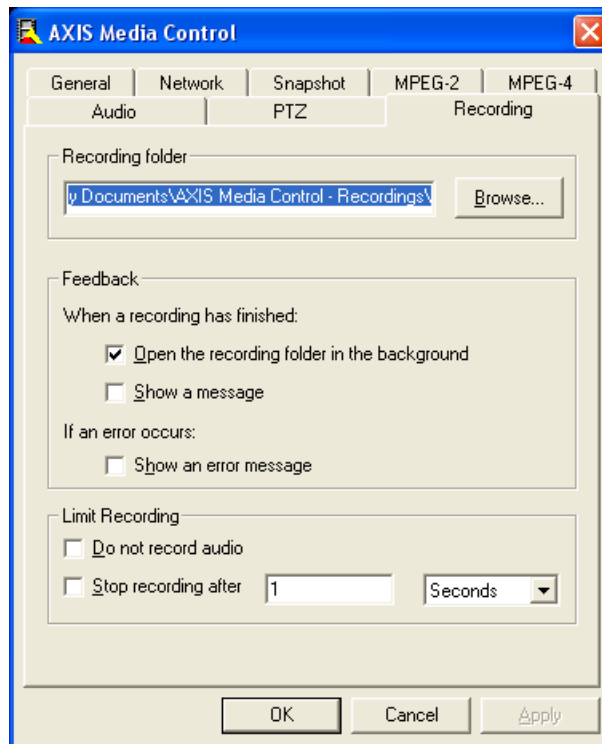 AXIS Media Control
General Network Snapshot MPEG-2 MPEG-4
Audio PTZ Recording
Recording folder
y Documents\AXIS Media Control - Recordings\ Browse...
Feedback
When a recording has finished:
Open the recording folder in the background
Show a message
If an error occurs:
Show an error message
Limit Recording
Do not record audio
Stop recording after 1 Seconds
OK Cancel Apply